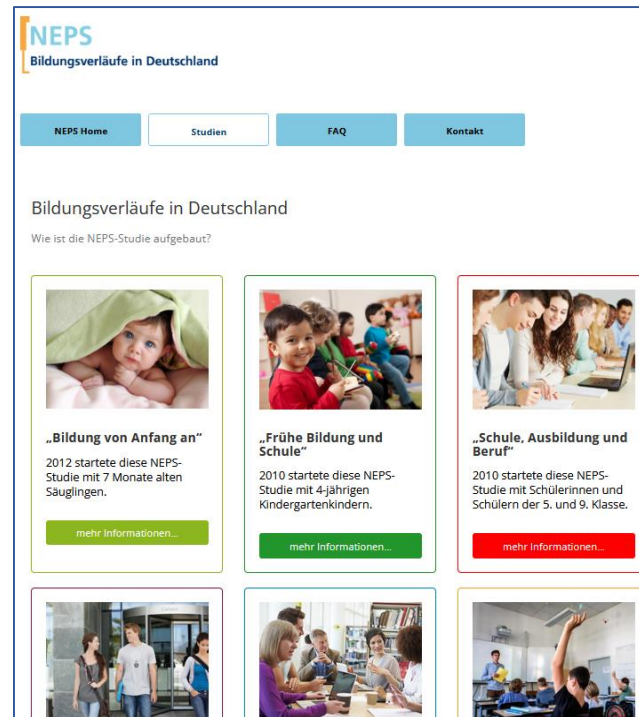 NEPS
Bildungsverläufe in Deutschland
NEPS Home
Studien
FAQ
Kontakt
Bildungsverläufe in Deutschland
Wie ist die NEPS-Studie aufgebaut?
„Bildung von Anfang an“
2012 startete diese NEPS-
Studie mit 7 Monate alten
Säuglingen.
mehr Informationen...
„Frühe Bildung und
Schule“
2010 startete diese NEPS-
Studie mit 4-jährigen
Kindergartenkindern.
mehr Informationen...
„Schule, Ausbildung und
Beruf“
2010 startete diese NEPS-
Studie mit Schülerinnen und
Schülern der 5. und 9. Klasse.
mehr Informationen...